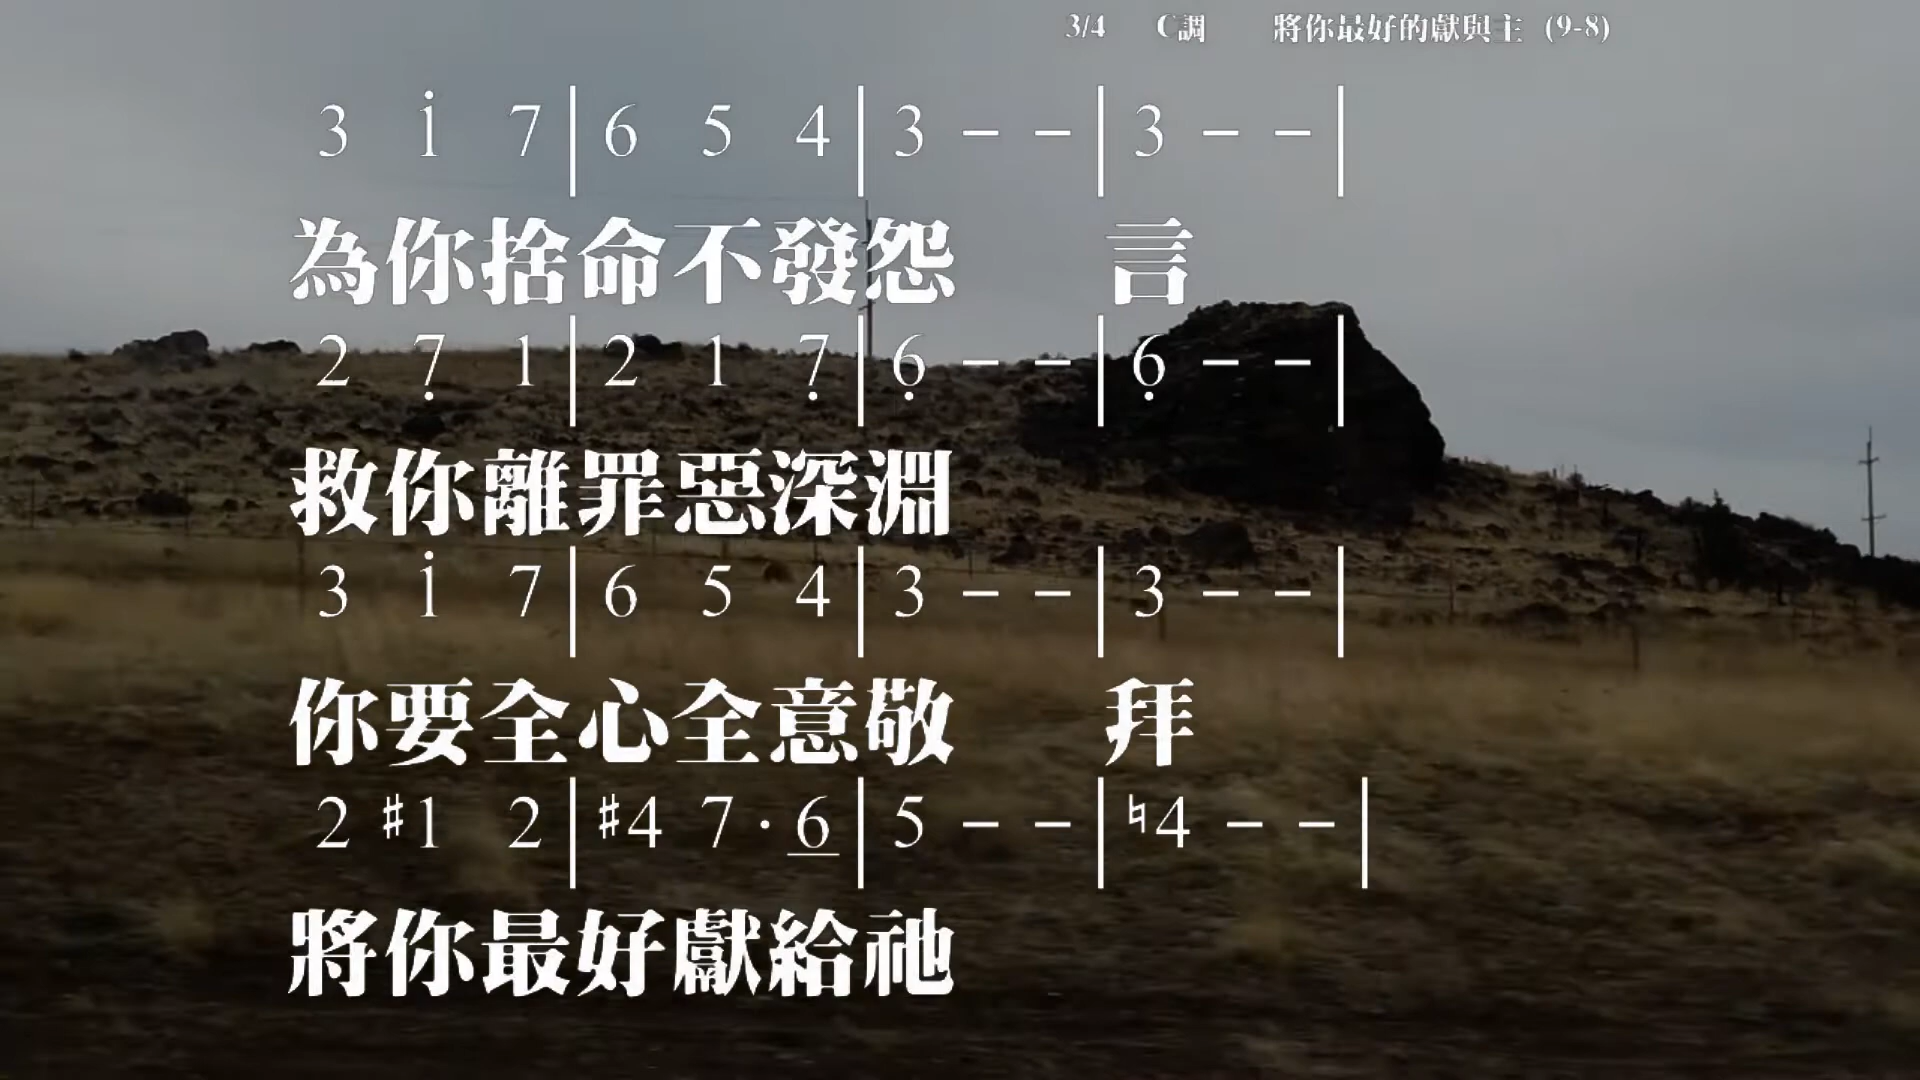 3/4 C調 將你最好的獻與主 (9-8)
3 i 7 | 6 5 4 | 3 – – | 3 – – |
為你捨命不發怨 言
2 7̣ 1 | 2 1 7̣ | 6̣ – – | 6̣ – – |
救你離罪惡深淵
3 i 7 | 6 5 4 | 3 – – | 3 – – |
你要全心全意敬 拜
2 ♯1 2 | ♯4 7 · 6̲ | 5 – – | ♮4 – – |
將你最好獻給祂